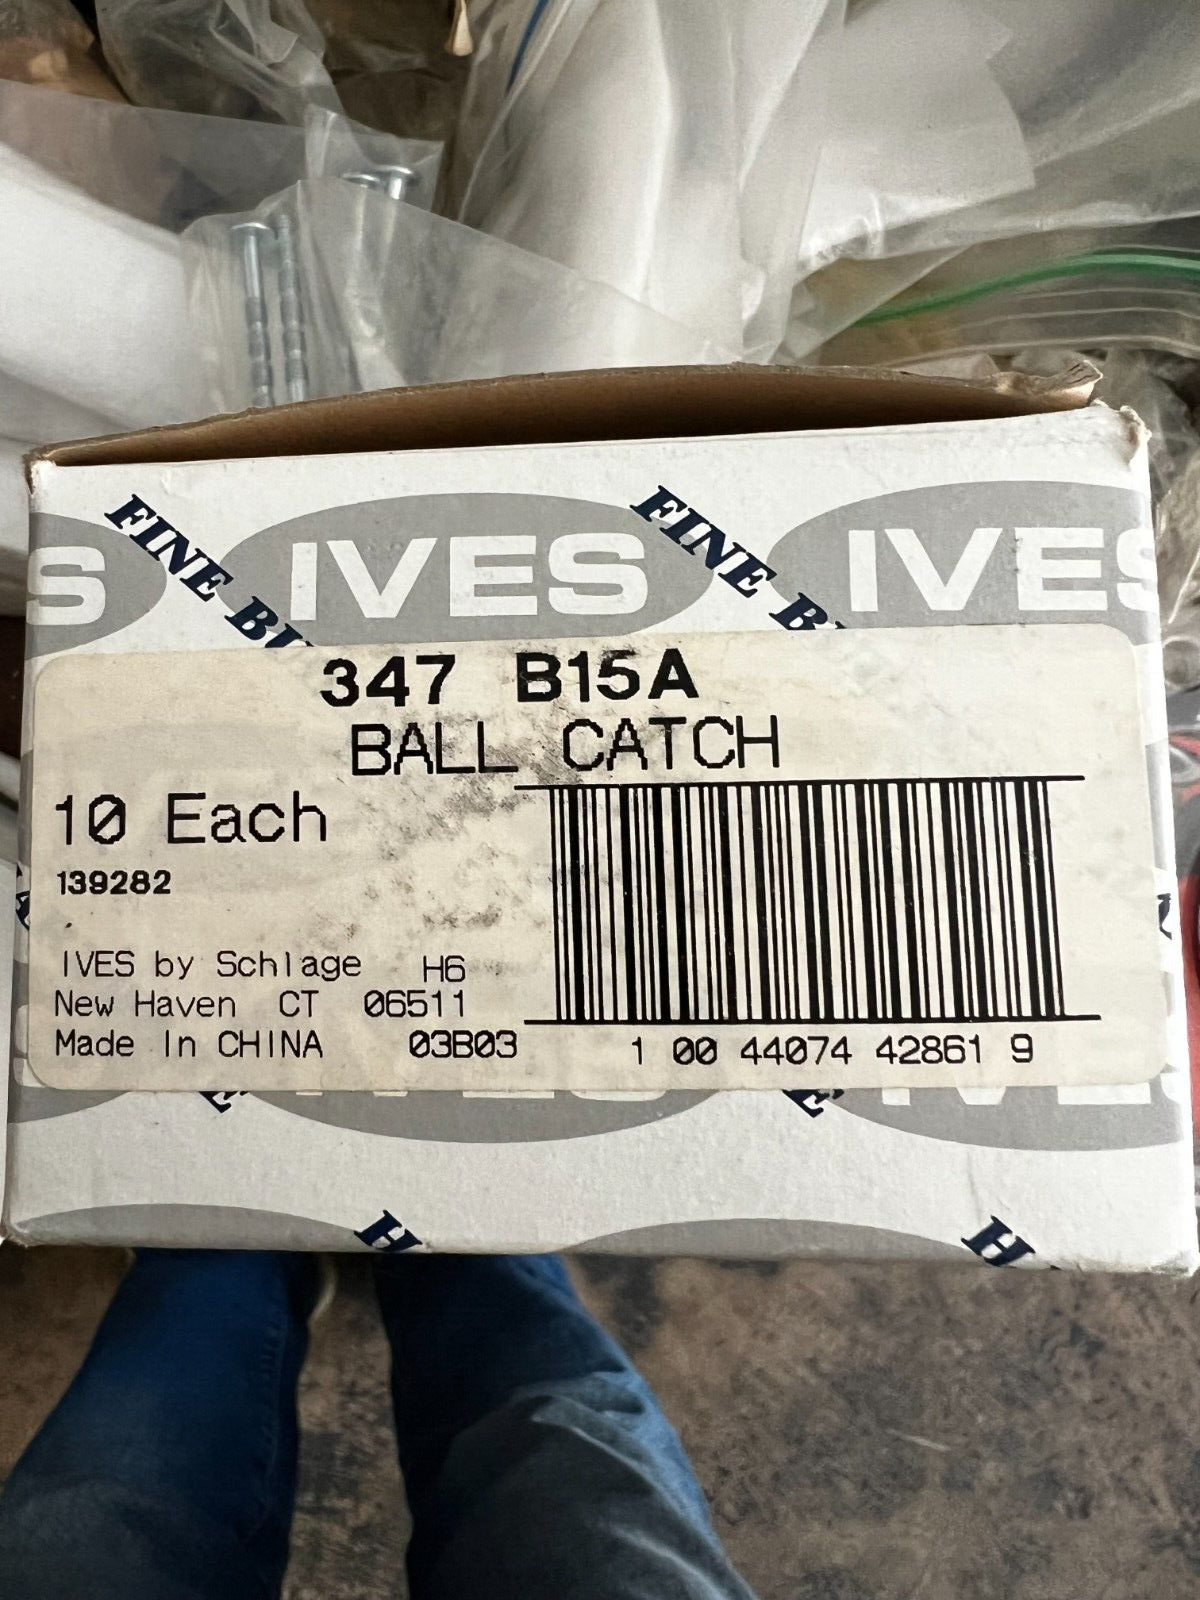 S FINE IVES FINE IVES
347 B15A
BALL CATCH
10 Each
139282
IVES by Schlage H6
New Haven CT 06511
Made In CHINA 03B03
1 00 44074 42861 9
H H